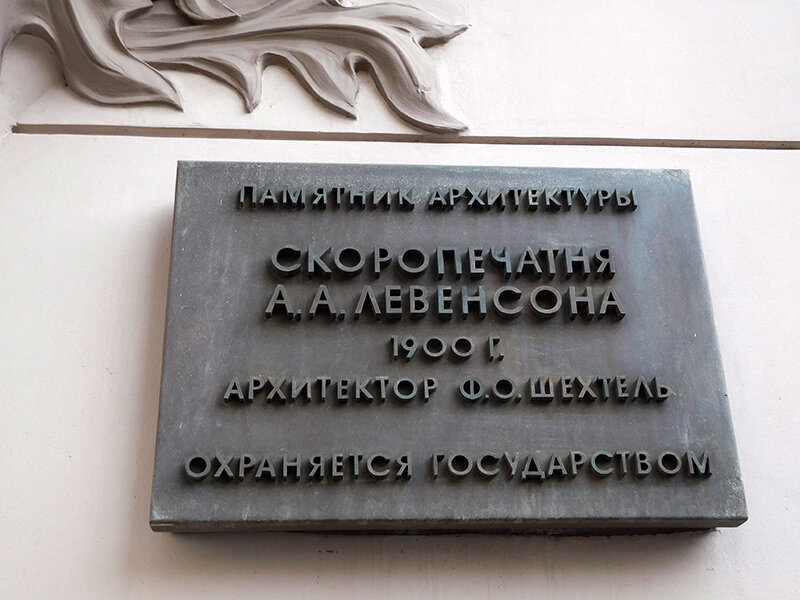 ПАМЯТНИК АРХИТЕКТУРЫ
СКОРОПЕЧАТНЯ
А. А. ЛЕВЕНСОНА
1900 Г.
АРХИТЕКТОР Ф.О. ШЕХТЕЛЬ
ОХРАНЯЕТСЯ ГОСУДАРСТВОМ